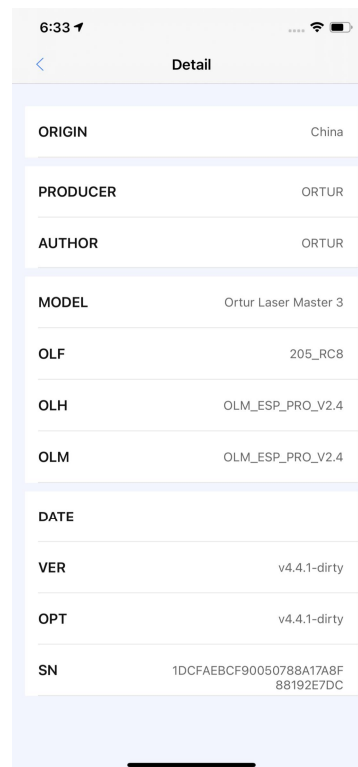 6:33
Detail
ORIGIN China
PRODUCER ORTUR
AUTHOR ORTUR
MODEL Ortur Laser Master 3
OLF 205_RC8
OLH OLM_ESP_PRO_V2.4
OLM OLM_ESP_PRO_V2.4
DATE
VER v4.4.1-dirty
OPT v4.4.1-dirty
SN 1DCFAEBCF90050788A17A8F
88192E7DC